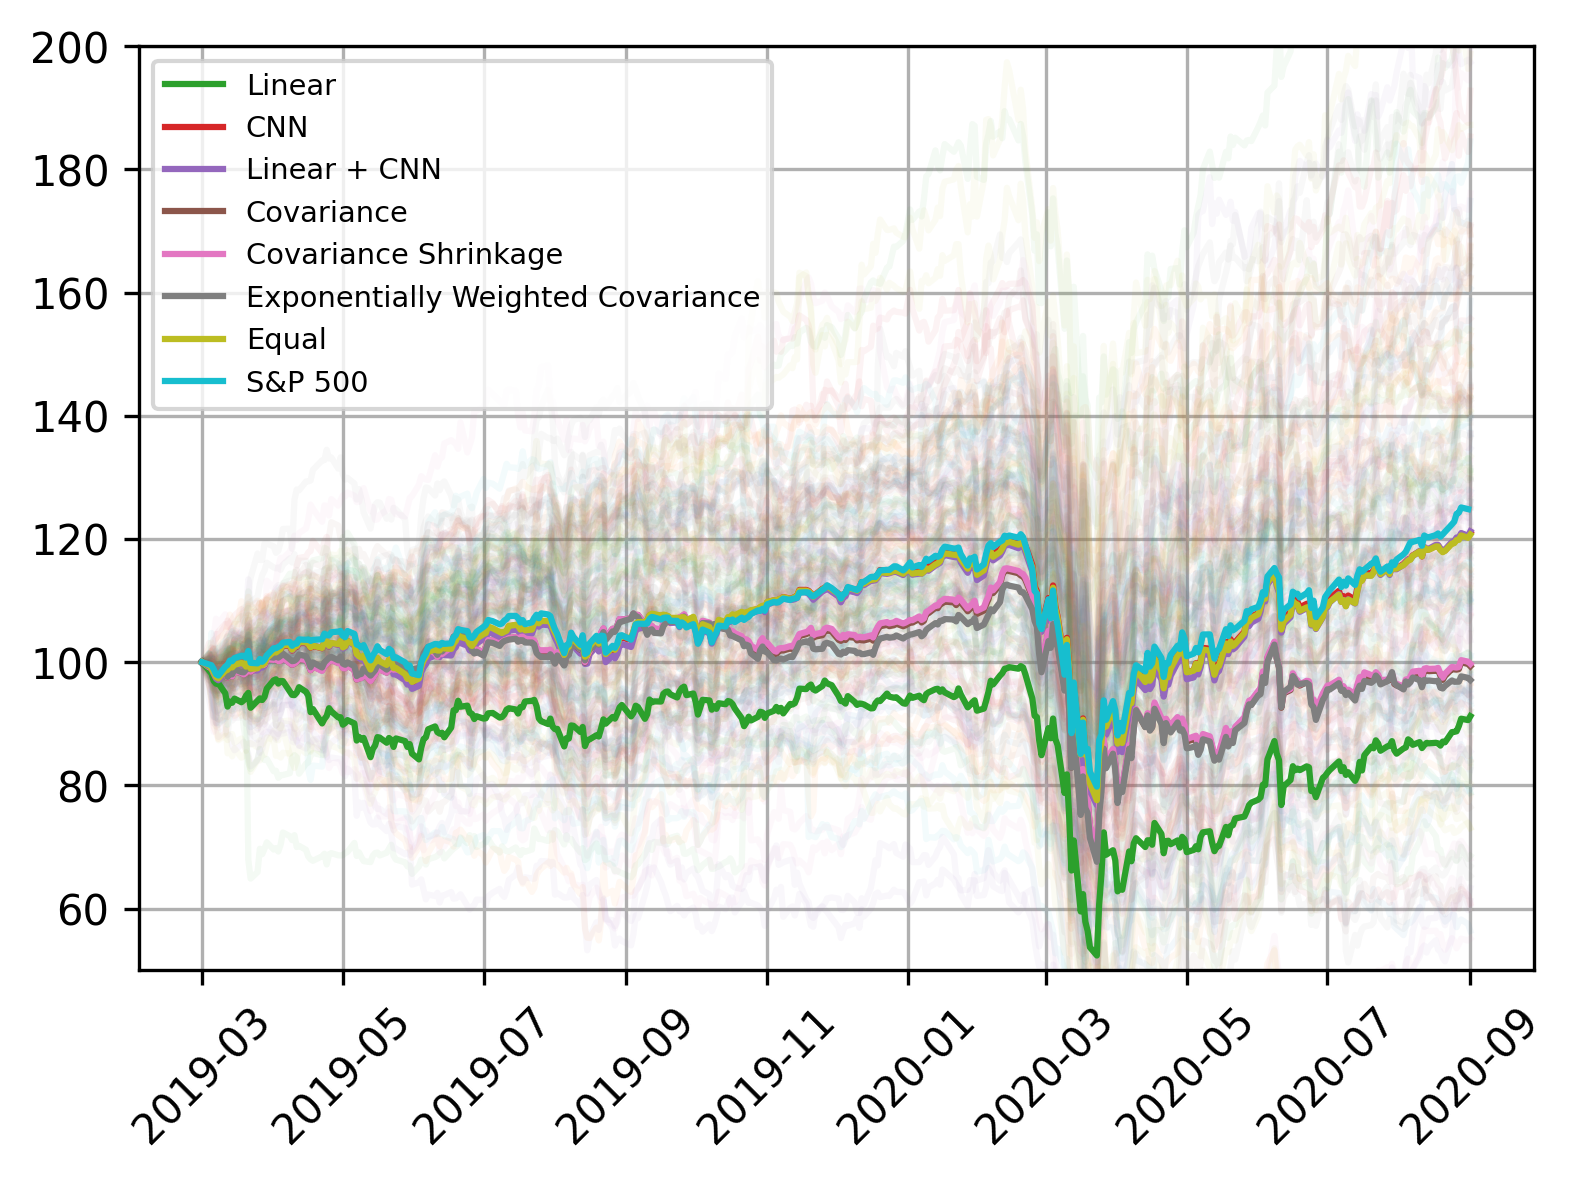 200
180
160
140
120
100
80
60
Linear
CNN
Linear + CNN
Covariance
Covariance Shrinkage
Exponentially Weighted Covariance
Equal
S&P 500
2019-03
2019-05
2019-07
2019-09
2019-11
2020-01
2020-03
2020-05
2020-07
2020-09